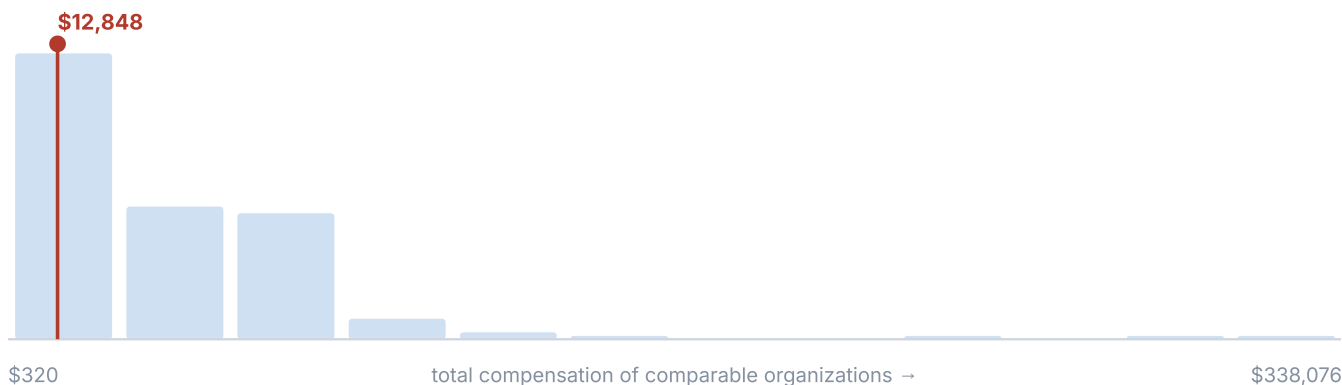 $12,848
$320 total compensation of comparable organizations → $338,076